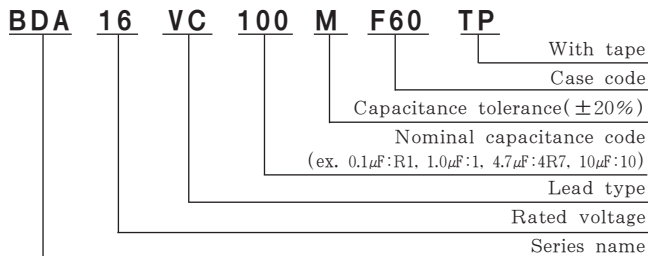 BDA 16 VC 100 M F60 TP
With tape
Case code
Capacitance tolerance(±20%)
Nominal capacitance code
(ex. 0.1μF:R1, 1.0μF:1, 4.7μF:4R7, 10μF:10)
Lead type
Rated voltage
Series name